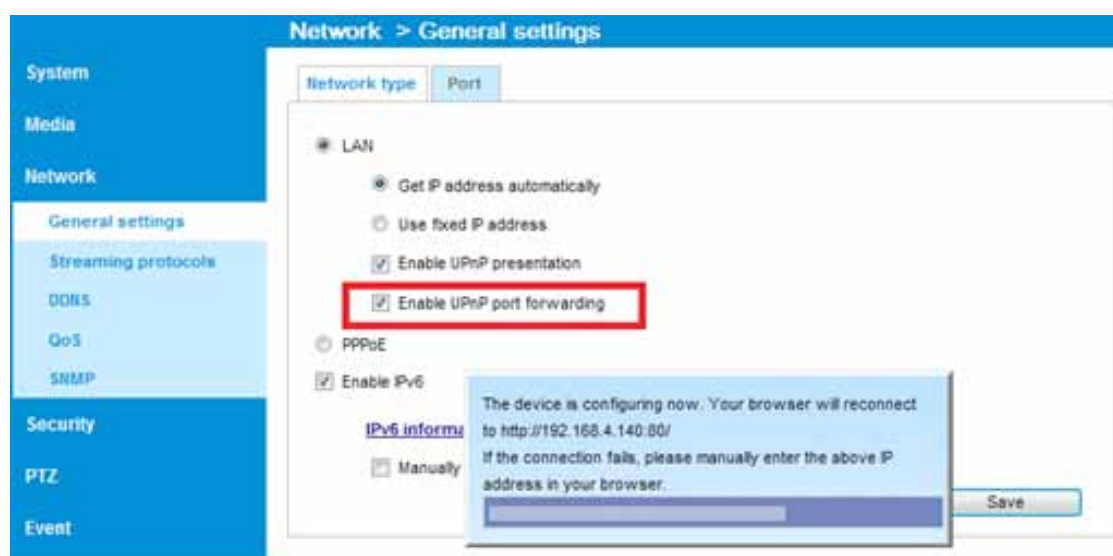 Network > General settings
System
Media
Network
General settings
Streaming protocols
DDNS
QoS
SNMP
Security
PTZ
Event
Network type
Port
LAN
Get IP address automatically
Use fixed IP address
Enable UPnP presentation
Enable UPnP port forwarding
PPPoE
Enable IPv6
IPv6 informa
Manually
The device is configuring now. Your browser will reconnect
to http://192.168.4.140:80/
If the connection fails, please manually enter the above IP
address in your browser.
Save